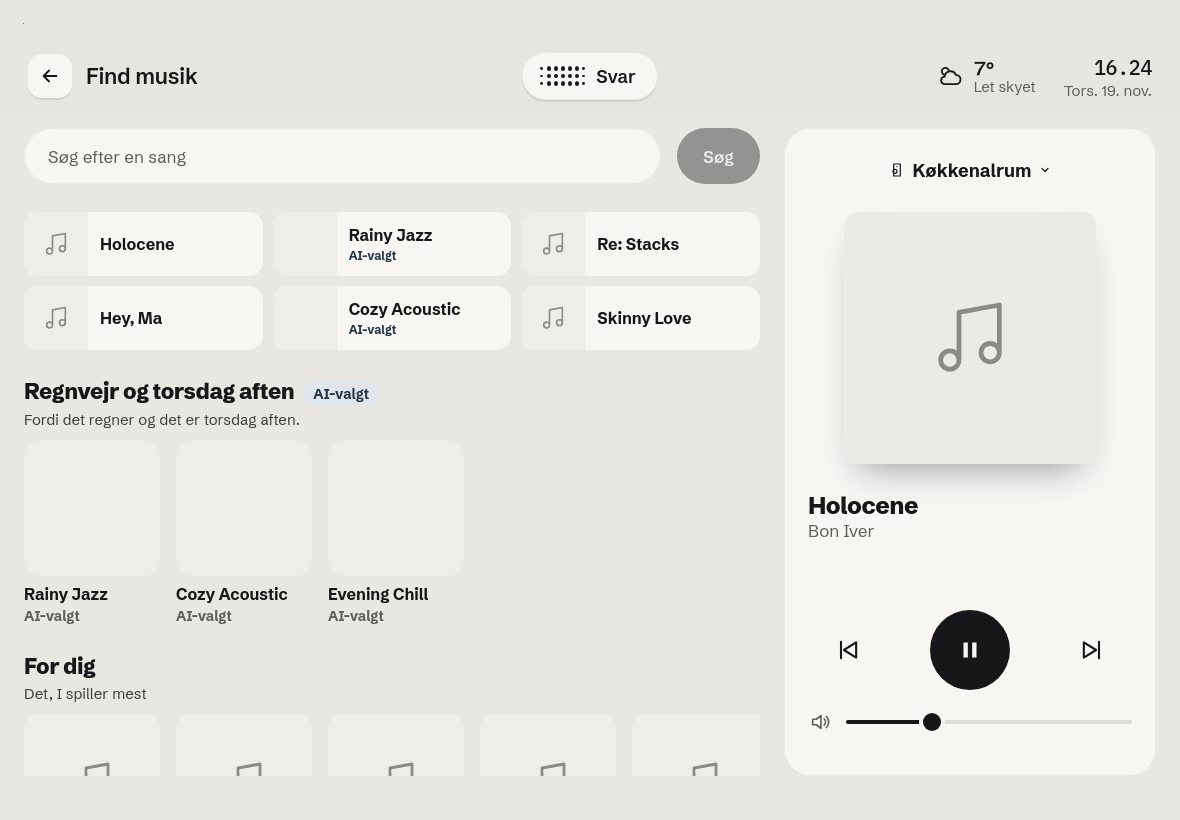 Find musik
Svar
7°
Let skyet
16.24
Tors. 19. nov.
Søg efter en sang
Søg
Holocene
Rainy Jazz
AI-valgt
Re: Stacks
Hey, Ma
Cozy Acoustic
AI-valgt
Skinny Love
Regnvejr og torsdag aften
AI-valgt
Fordi det regner og det er torsdag aften.
Rainy Jazz
AI-valgt
Cozy Acoustic
AI-valgt
Evening Chill
AI-valgt
For dig
Det, I spiller mest
Køkkenalrum
Holocene
Bon Iver